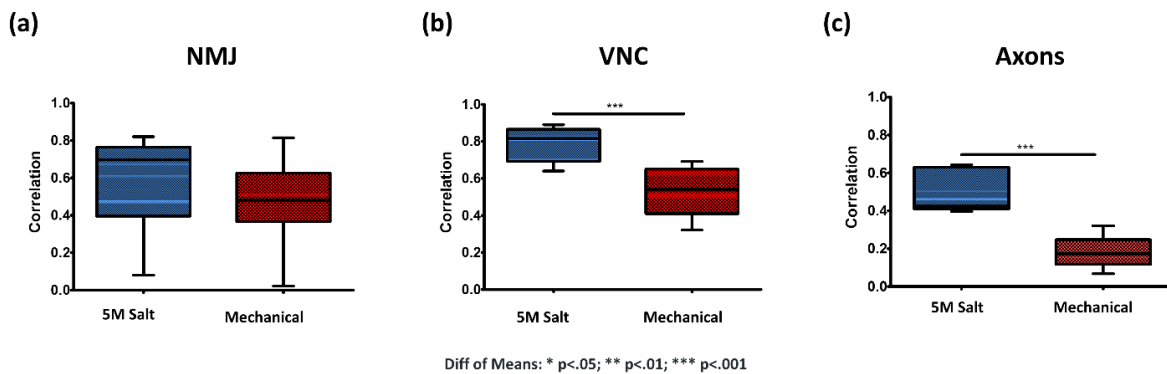 (a)
NMJ
Correlation
1.0
0.8
0.6
0.4
0.2
0.0
5M Salt Mechanical
(b)
VNC
***
Correlation
1.0
0.8
0.6
0.4
0.2
0.0
5M Salt Mechanical
(c)
Axons
***
Correlation
1.0
0.8
0.6
0.4
0.2
0.0
5M Salt Mechanical
Diff of Means: * p<.05; ** p<.01; *** p<.001